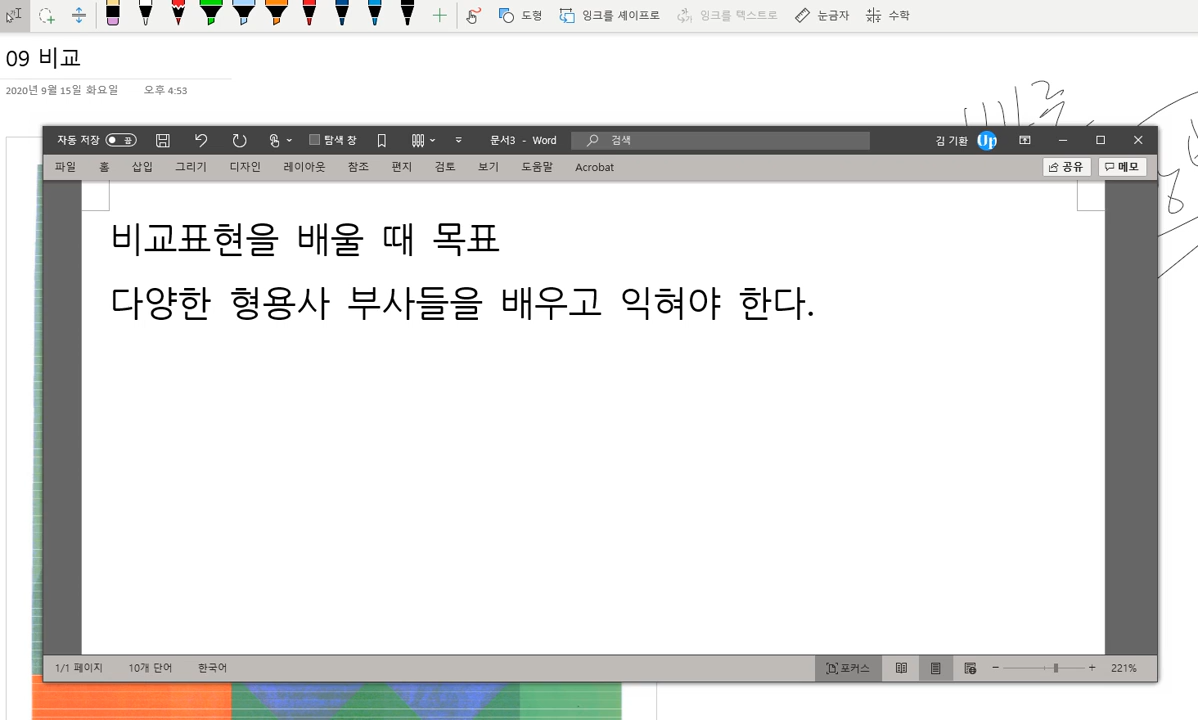 도형
잉크를 셰이프로
잉크를 텍스트로
눈금자
수학
09 비교
2020년 9월 15일 화요일 오후 4:53
자동 저장 끔
탐색 창
문서3 - Word
검색
김 기환
Up
파일 홈 삽입 그리기 디자인 레이아웃 참조 편지 검토 보기 도움말 Acrobat
공유
메모
비교표현을 배울 때 목표
다양한 형용사 부사들을 배우고 익혀야 한다.
1/1 페이지 10개 단어 한국어
포커스
221%